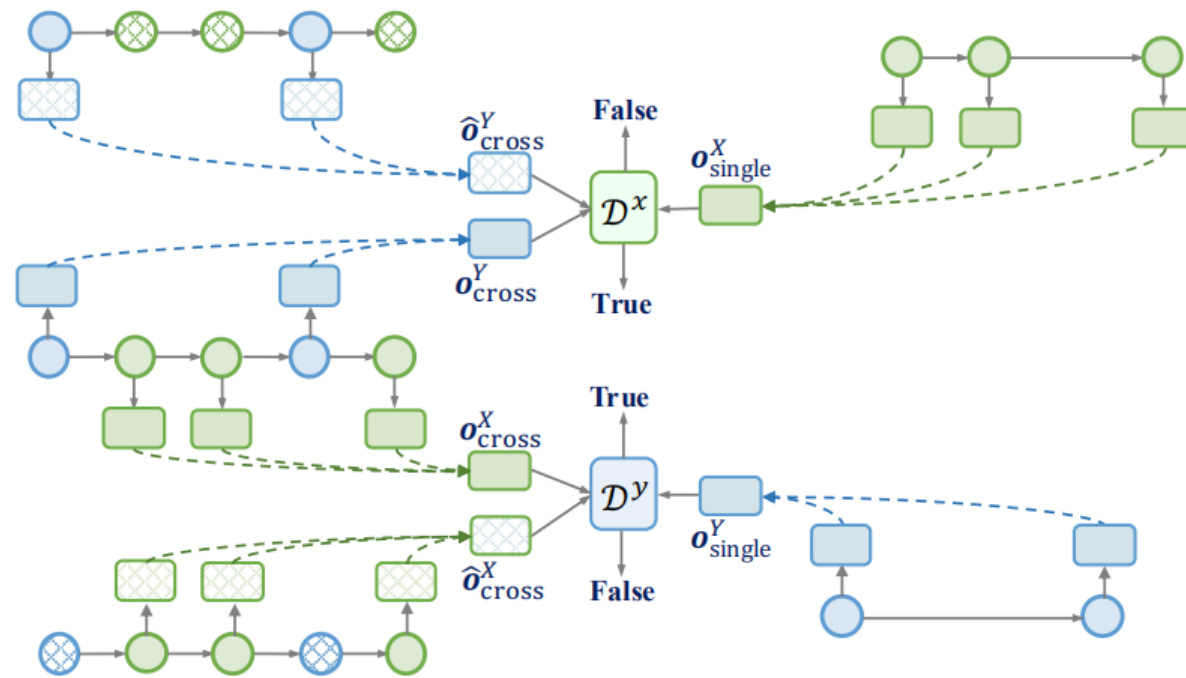 False
ô^Y_cross
o^X_single
𝒟^x
o^Y_cross
True
True
o^X_cross
𝒟^y
o^Y_single
ô^X_cross
False